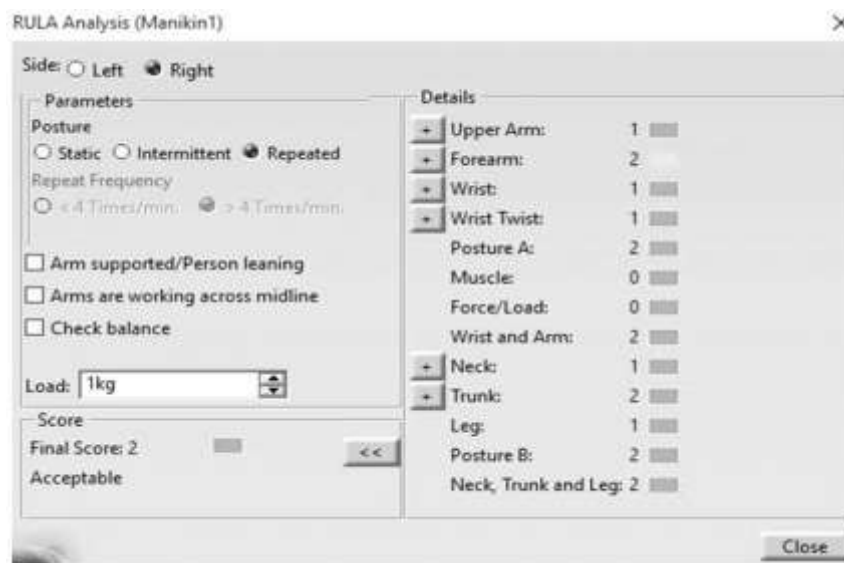 RULA Analysis (Manikin1)
Side: Left Right
Parameters
Posture
Static Intermittent Repeated
Repeat Frequency
< 4 Times/min. > 4 Times/min.
Arm supported/Person leaning
Arms are working across midline
Check balance
Load: 1kg
Score
Final Score: 2
<<
Acceptable
Details
+ Upper Arm: 1
+ Forearm: 2
+ Wrist: 1
+ Wrist Twist: 1
Posture A: 2
Muscle: 0
Force/Load: 0
Wrist and Arm: 2
+ Neck: 1
+ Trunk: 2
Leg: 1
Posture B: 2
Neck, Trunk and Leg: 2
Close